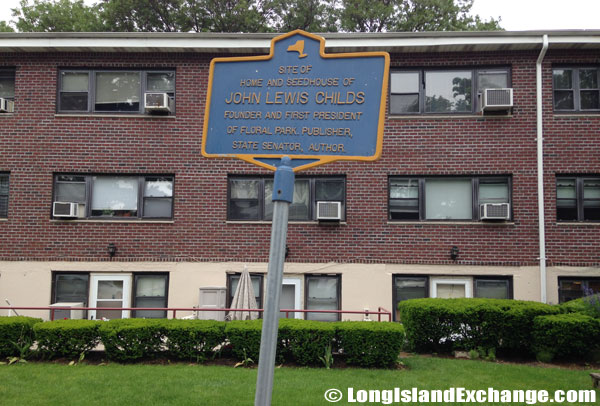 SITE OF
HOME AND SEEDHOUSE OF
JOHN LEWIS CHILDS
FOUNDER AND FIRST PRESIDENT
OF FLORAL PARK. PUBLISHER,
STATE SENATOR, AUTHOR.
© LongIslandExchange.com